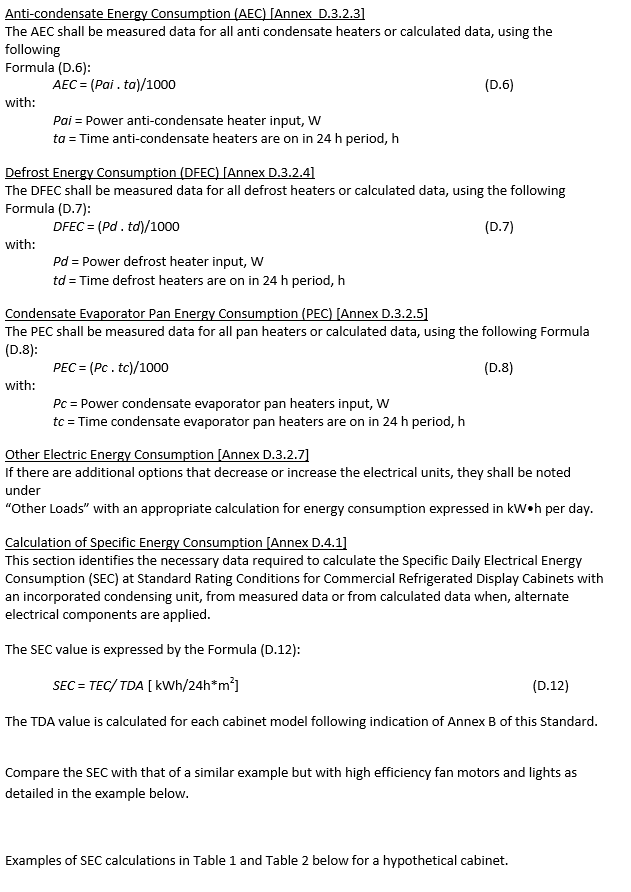 Anti-condensate Energy Consumption (AEC) [Annex  D.3.2.3]
The AEC shall be measured data for all anti condensate heaters or calculated data, using the
following
Formula (D.6):
AEC = (Pai . ta)/1000 (D.6)
with:
Pai = Power anti-condensate heater input, W
ta = Time anti-condensate heaters are on in 24 h period, h
Defrost Energy Consumption (DFEC) [Annex D.3.2.4]
The DFEC shall be measured data for all defrost heaters or calculated data, using the following
Formula (D.7):
DFEC = (Pd . td)/1000 (D.7)
with:
Pd = Power defrost heater input, W
td = Time defrost heaters are on in 24 h period, h
Condensate Evaporator Pan Energy Consumption (PEC) [Annex D.3.2.5]
The PEC shall be measured data for all pan heaters or calculated data, using the following Formula
(D.8):
PEC = (Pc . tc)/1000 (D.8)
with:
Pc = Power condensate evaporator pan heaters input, W
tc = Time condensate evaporator pan heaters are on in 24 h period, h
Other Electric Energy Consumption [Annex D.3.2.7]
If there are additional options that decrease or increase the electrical units, they shall be noted
under
“Other Loads” with an appropriate calculation for energy consumption expressed in kW•h per day.
Calculation of Specific Energy Consumption [Annex D.4.1]
This section identifies the necessary data required to calculate the Specific Daily Electrical Energy
Consumption (SEC) at Standard Rating Conditions for Commercial Refrigerated Display Cabinets with
an incorporated condensing unit, from measured data or from calculated data when, alternate
electrical components are applied.
The SEC value is expressed by the Formula (D.12):
SEC = TEC/ TDA [ kWh/24h*m²] (D.12)
The TDA value is calculated for each cabinet model following indication of Annex B of this Standard.
Compare the SEC with that of a similar example but with high efficiency fan motors and lights as
detailed in the example below.
Examples of SEC calculations in Table 1 and Table 2 below for a hypothetical cabinet.